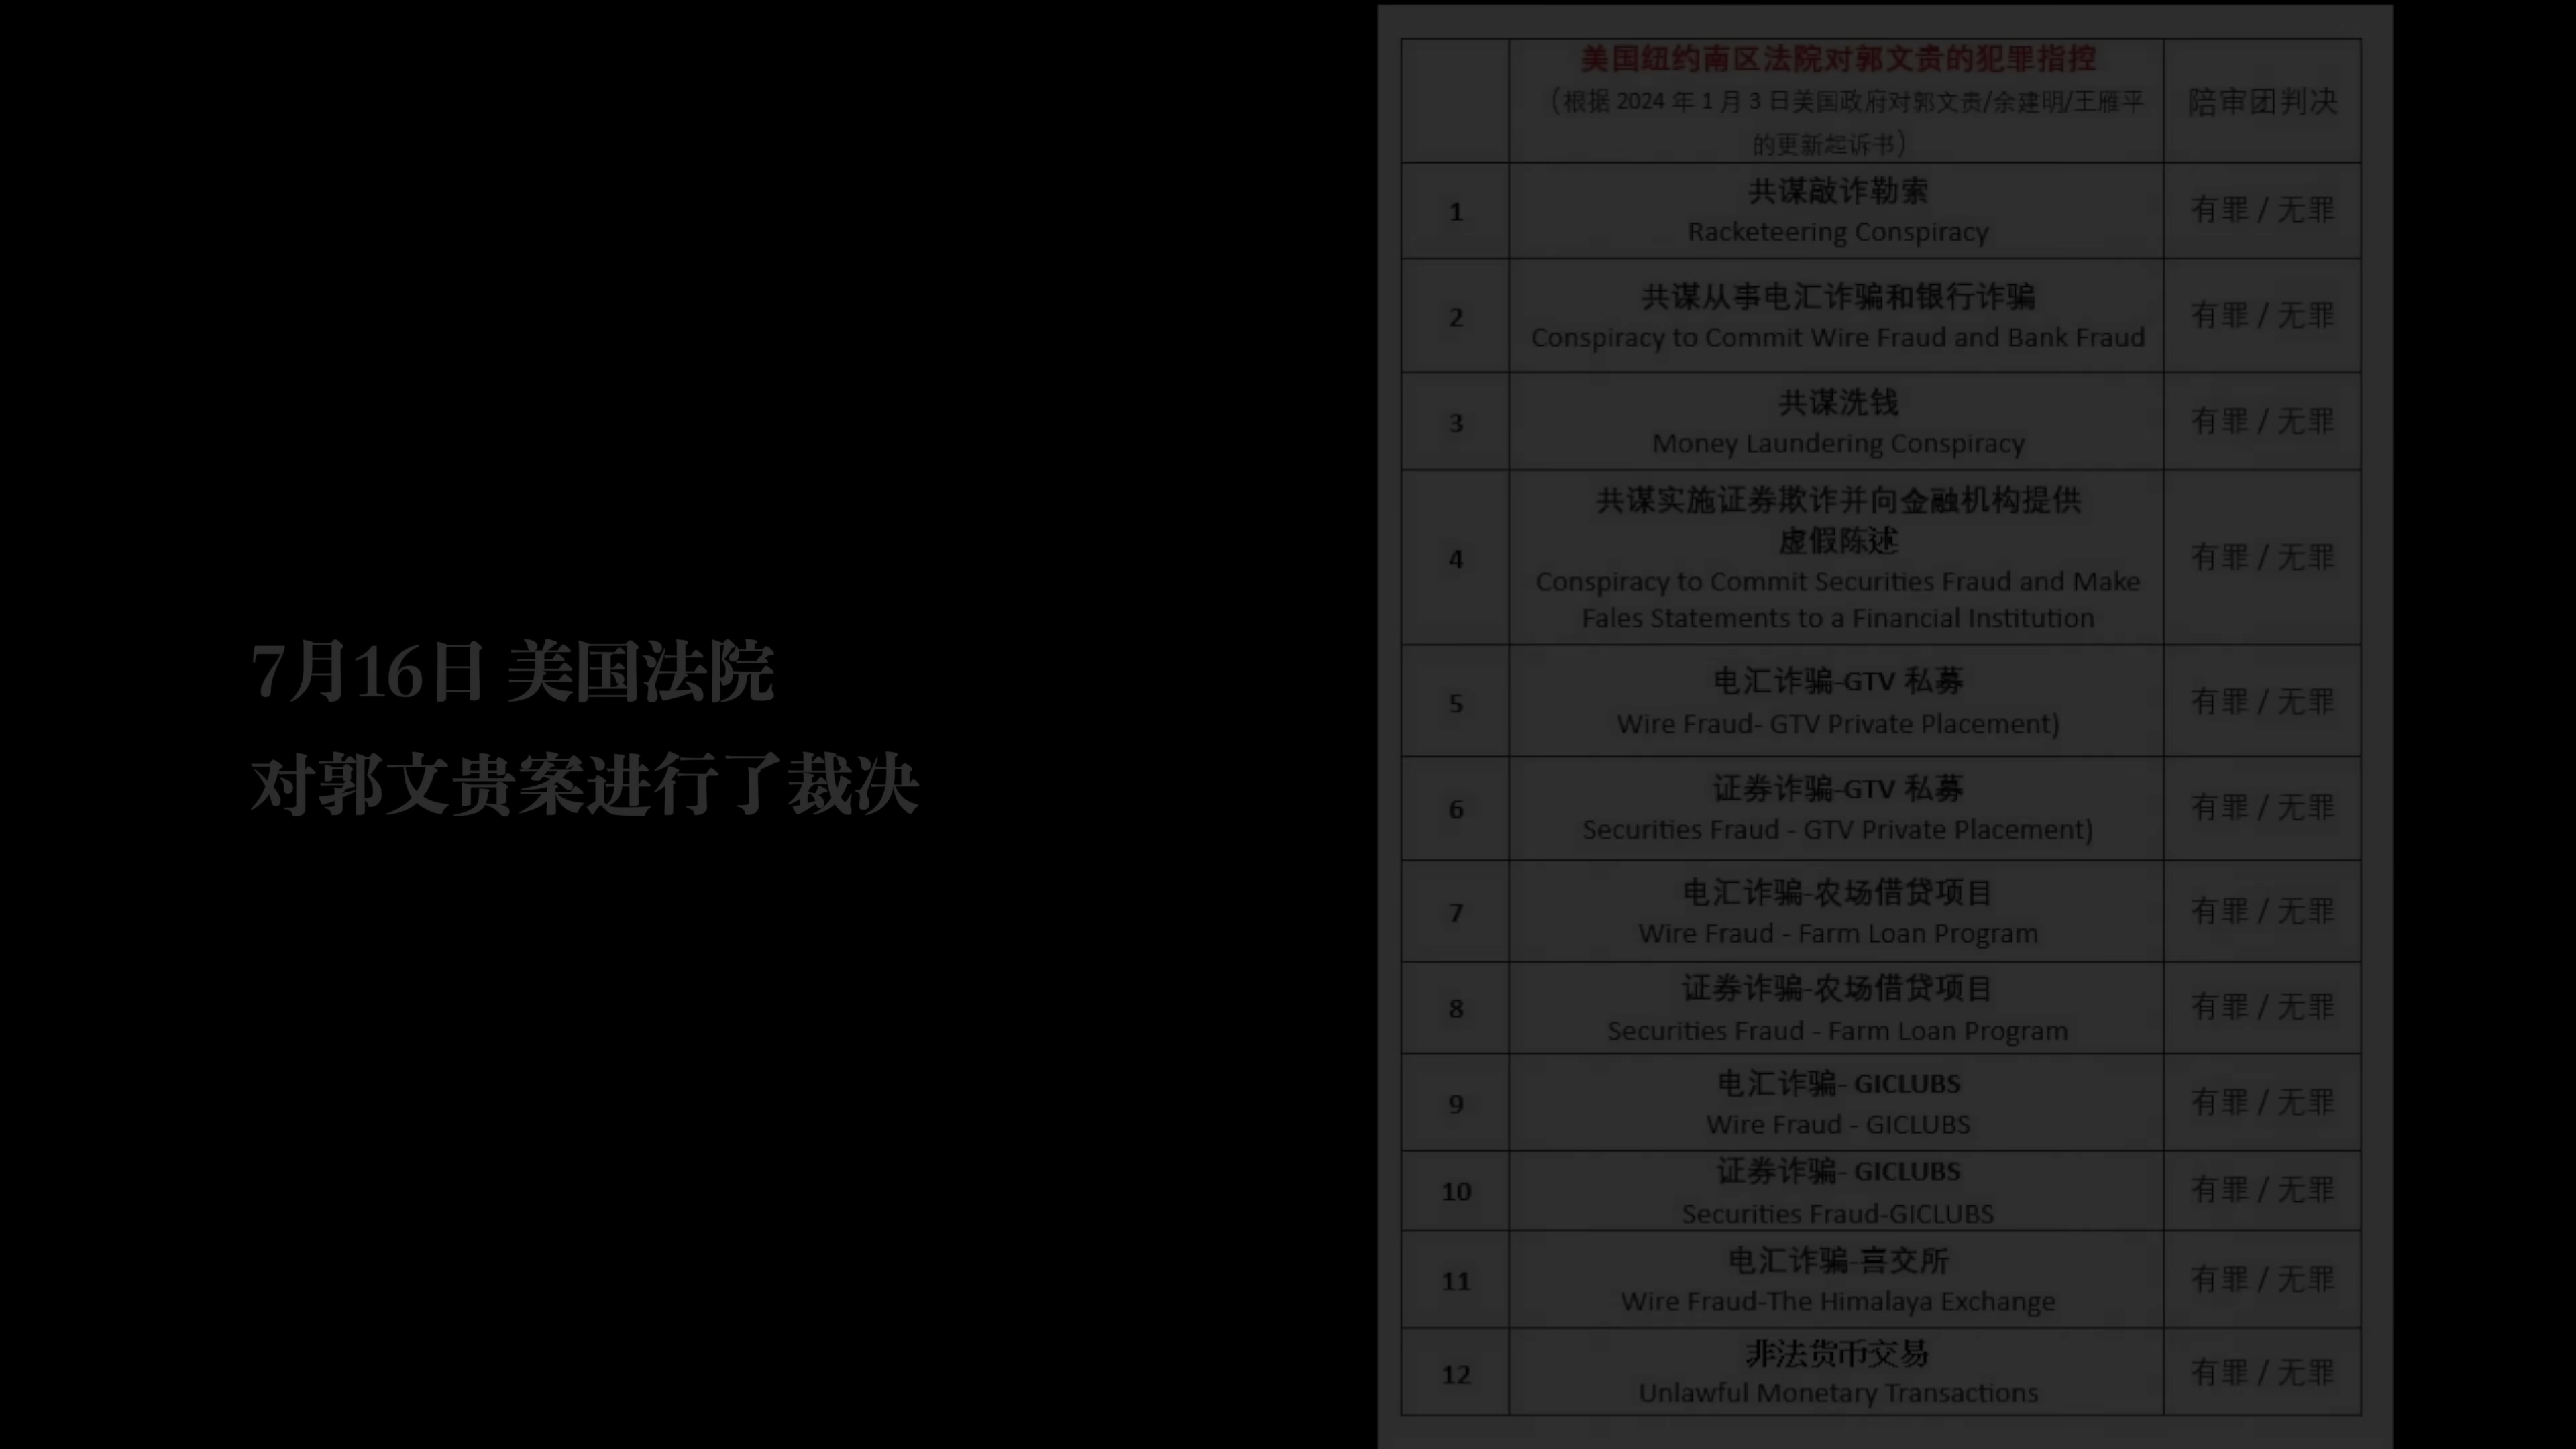 7月16日 美国法院
对郭文贵案进行了裁决
美国纽约南区法院对郭文贵的犯罪指控
（根据 2024 年 1 月 3 日美国政府对郭文贵/余建明/王雁平
的更新起诉书）
陪审团判决
1
共谋敲诈勒索
Racketeering Conspiracy
有罪 / 无罪
2
共谋从事电汇诈骗和银行诈骗
Conspiracy to Commit Wire Fraud and Bank Fraud
有罪 / 无罪
3
共谋洗钱
Money Laundering Conspiracy
有罪 / 无罪
4
共谋实施证券欺诈并向金融机构提供
虚假陈述
Conspiracy to Commit Securities Fraud and Make
Fales Statements to a Financial Institution
有罪 / 无罪
5
电汇诈骗-GTV 私募
Wire Fraud- GTV Private Placement)
有罪 / 无罪
6
证券诈骗-GTV 私募
Securities Fraud - GTV Private Placement)
有罪 / 无罪
7
电汇诈骗-农场借贷项目
Wire Fraud - Farm Loan Program
有罪 / 无罪
8
证券诈骗-农场借贷项目
Securities Fraud - Farm Loan Program
有罪 / 无罪
9
电汇诈骗- GICLUBS
Wire Fraud - GICLUBS
有罪 / 无罪
10
证券诈骗- GICLUBS
Securities Fraud-GICLUBS
有罪 / 无罪
11
电汇诈骗-喜交所
Wire Fraud-The Himalaya Exchange
有罪 / 无罪
12
非法货币交易
Unlawful Monetary Transactions
有罪 / 无罪